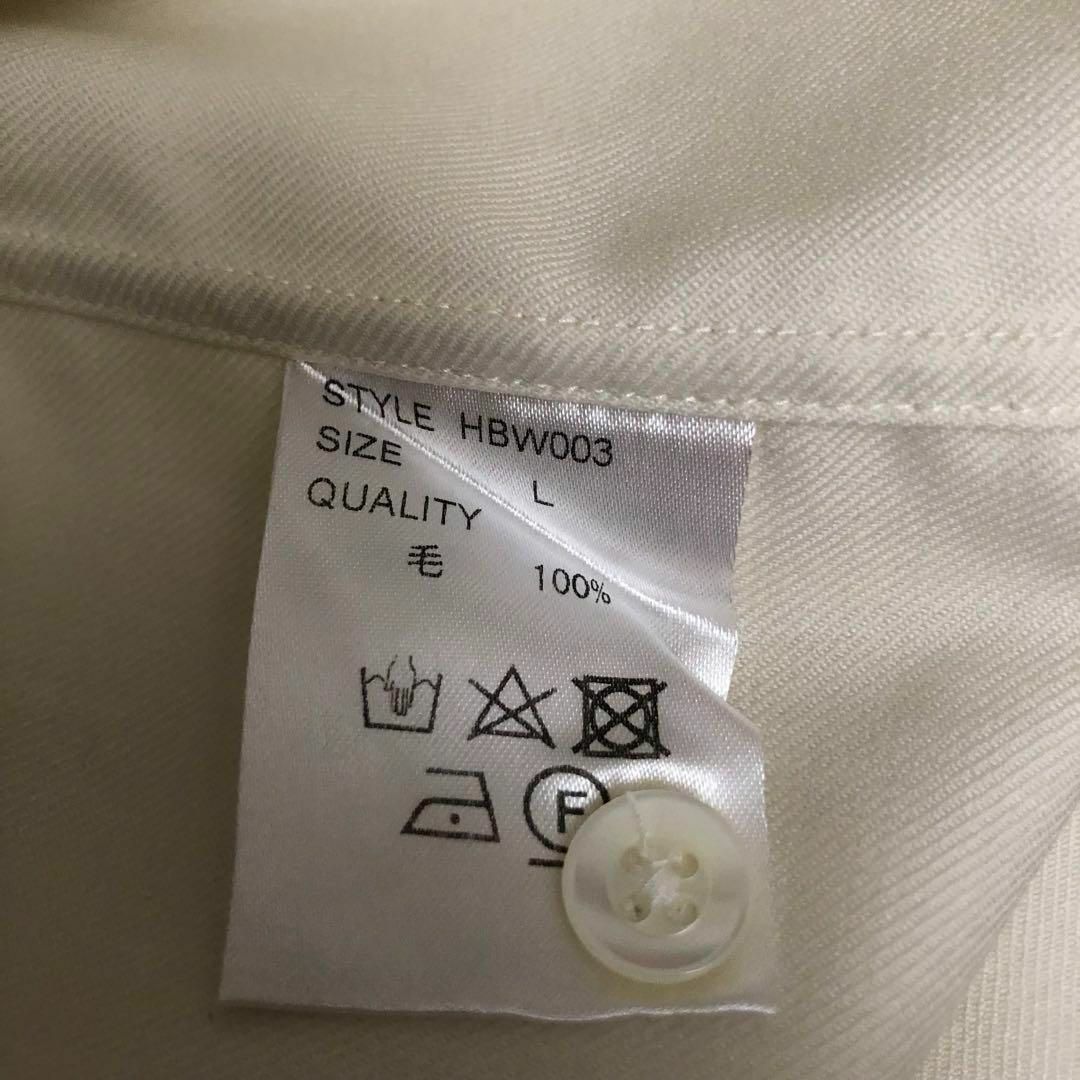 STYLE HBW003
SIZE L
QUALITY
毛 100%
F